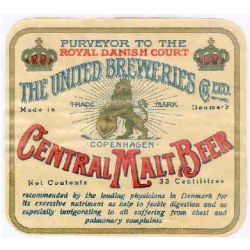 PURVEYOR TO THE
ROYAL DANISH COURT
THE UNITED BREWERIES Co LTD.
Made in TRADE MARK Denmark
COPENHAGEN
CENTRAL MALT BEER
Net Contents 33 Centilitres
recommended by the leading physicians in Denmark for
its excessive nutriment as help to feeble digestion and as
especially invigorating to all suffering from chest and
pulmonary complaints.